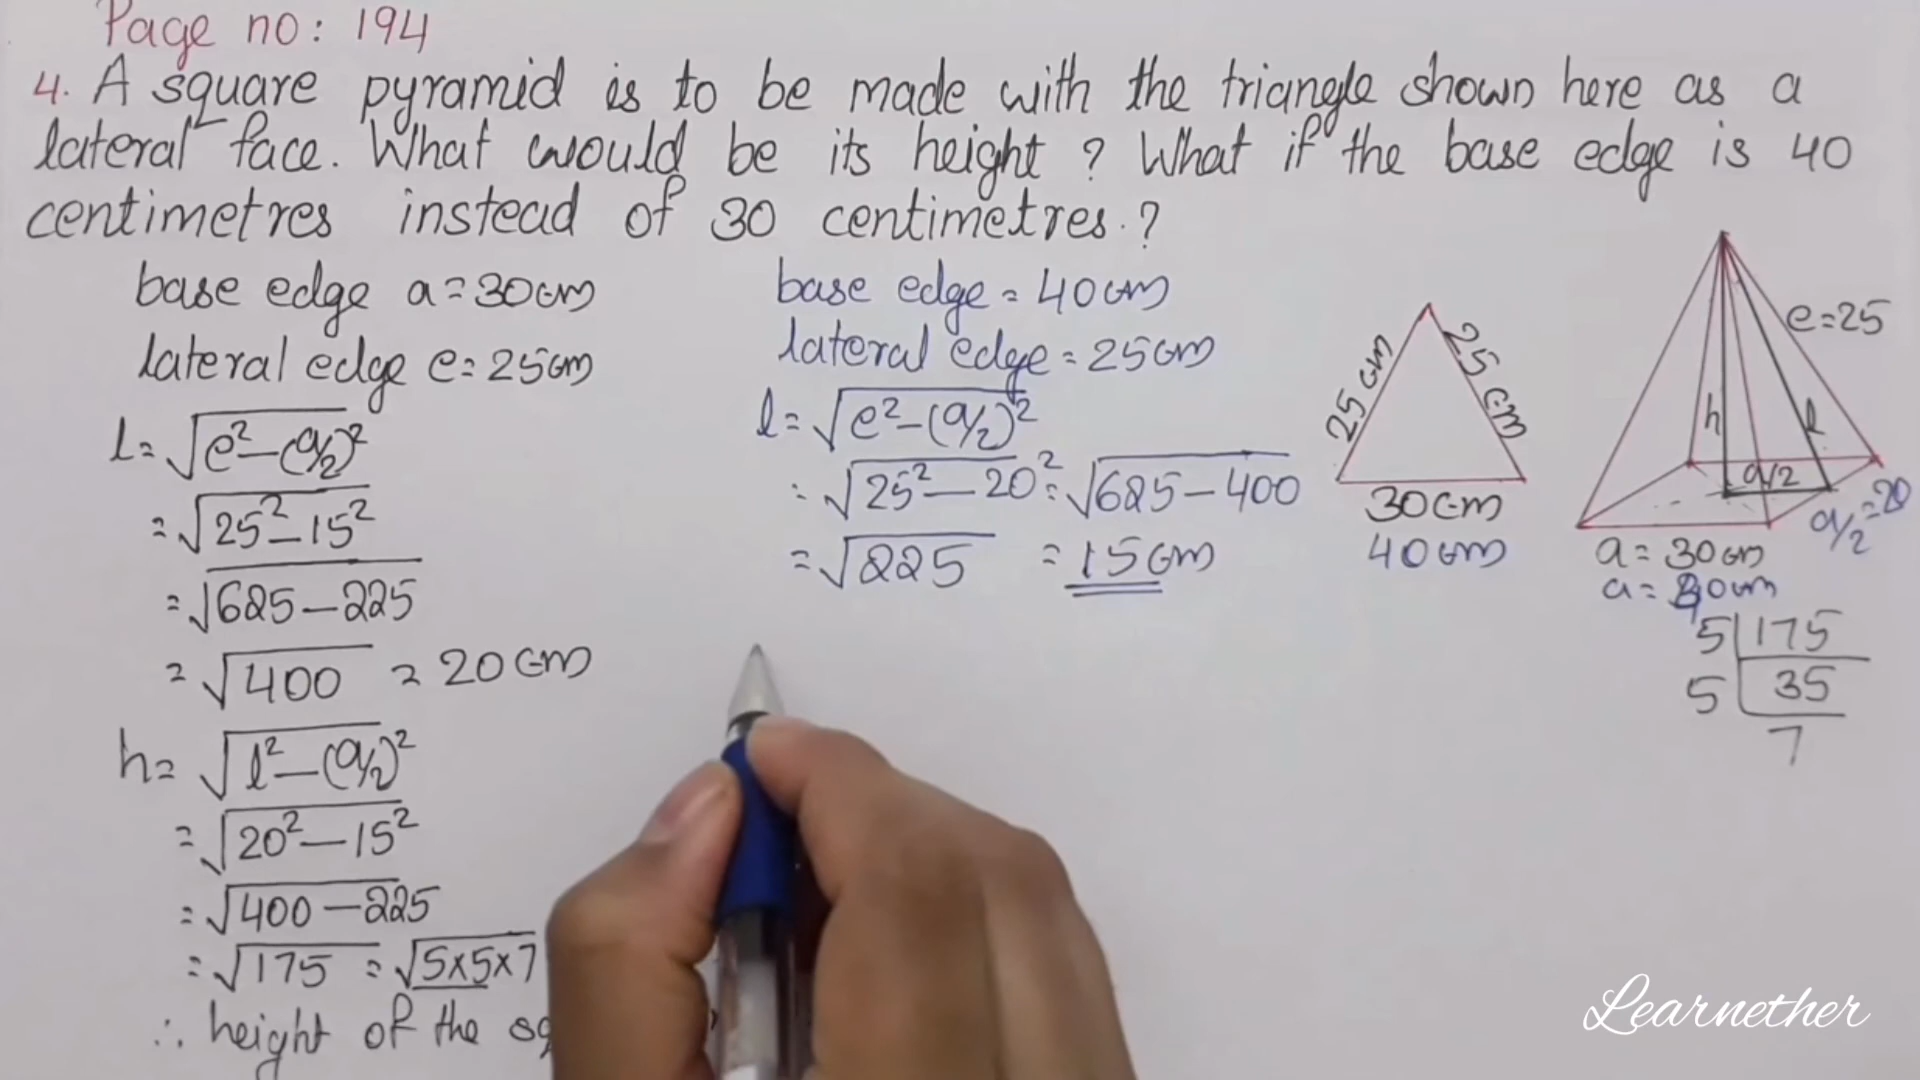 Page no: 194
4. A square pyramid is to be made with the triangle shown here as a
lateral face. What would be its height? What if the base edge is 40
centimetres instead of 30 centimetres.?
base edge a=30cm
lateral edge e=25cm
l=√e²-(a/2)²
=√25²-15²
=√625-225
=√400 = 20cm
h=√l²-(a/2)²
=√20²-15²
=√400-225
=√175 =√5×5×7
∴ height of the
base edge=40cm
lateral edge=25cm
l=√e²-(a/2)²
=√25²-20² =√625-400
=√225 =15cm
25cm
25cm
30cm
40cm
e=25
h
l
a/2
a/2=20
a=30cm
a=40cm
5 175
5 35
7
Learnether